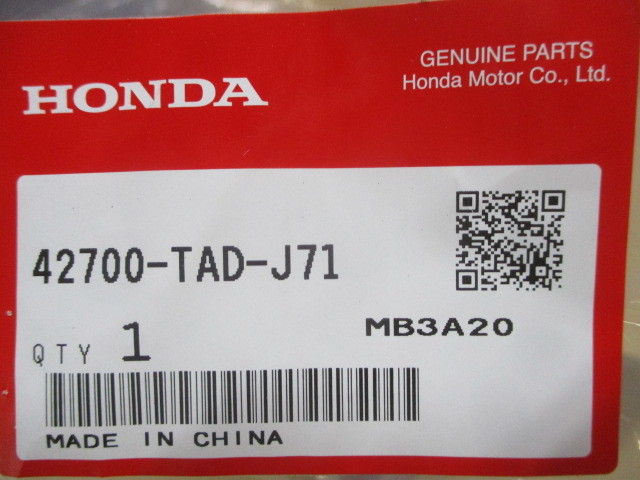 HONDA
GENUINE PARTS
Honda Motor Co., Ltd.
42700-TAD-J71
MB3A20
QTY 1
MADE IN CHINA